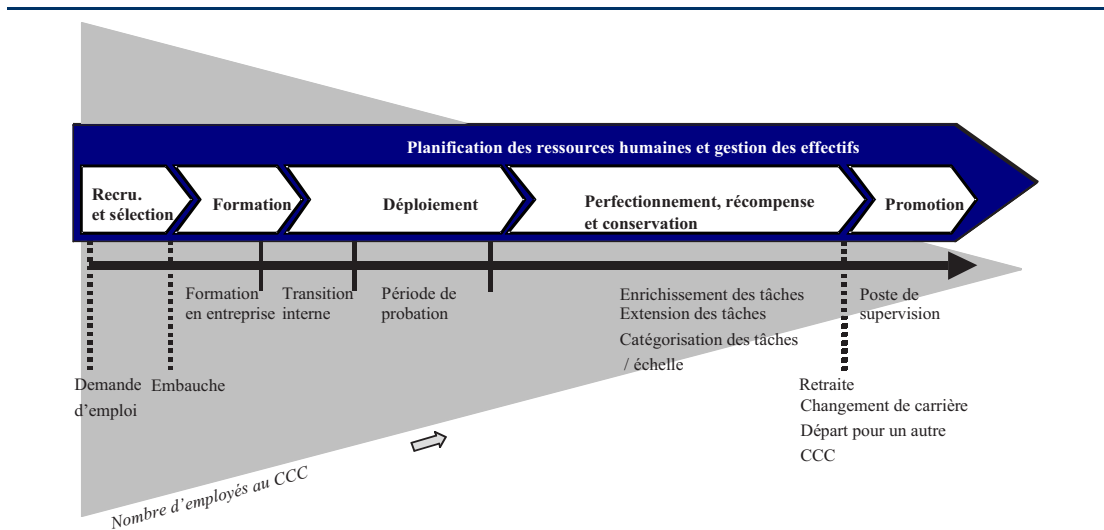 Planification des ressources humaines et gestion des effectifs
Recru.
et sélection
Formation
Déploiement
Perfectionnement, récompense
et conservation
Promotion
Formation
en entreprise
Transition
interne
Période de
probation
Enrichissement des tâches
Extension des tâches
Catégorisation des tâches
/ échelle
Poste de
supervision
Demande
d’emploi
Embauche
Retraite
Changement de carrière
Départ pour un autre
CCC
Nombre d’employés au CCC